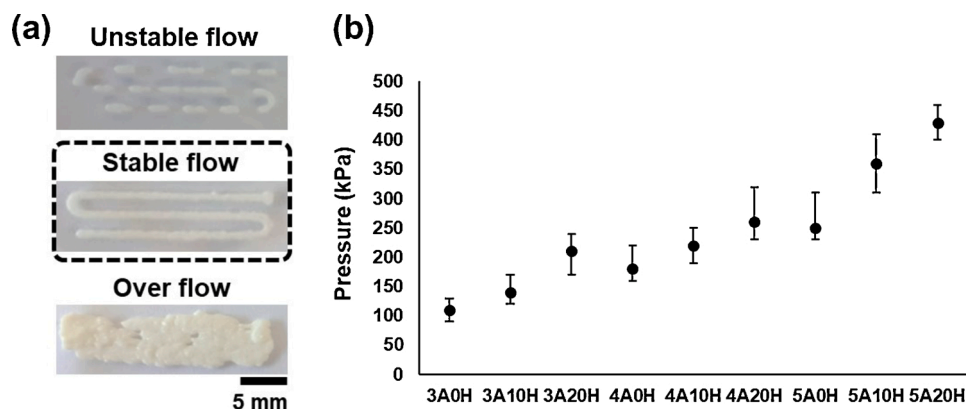 (a)
Unstable flow
Stable flow
Over flow
5 mm
(b)
Pressure (kPa)
500
450
400
350
300
250
200
150
100
50
0
3A0H 3A10H 3A20H 4A0H 4A10H 4A20H 5A0H 5A10H 5A20H